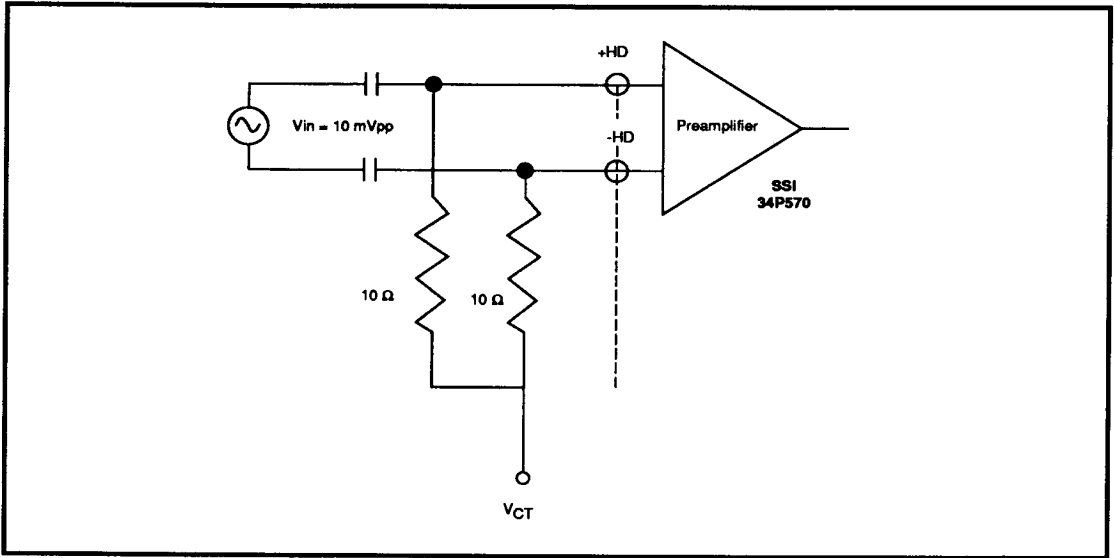 +HD
Vin = 10 mVpp
Preamplifier
-HD
SSI
34P570
10 Ω
10 Ω
VCT